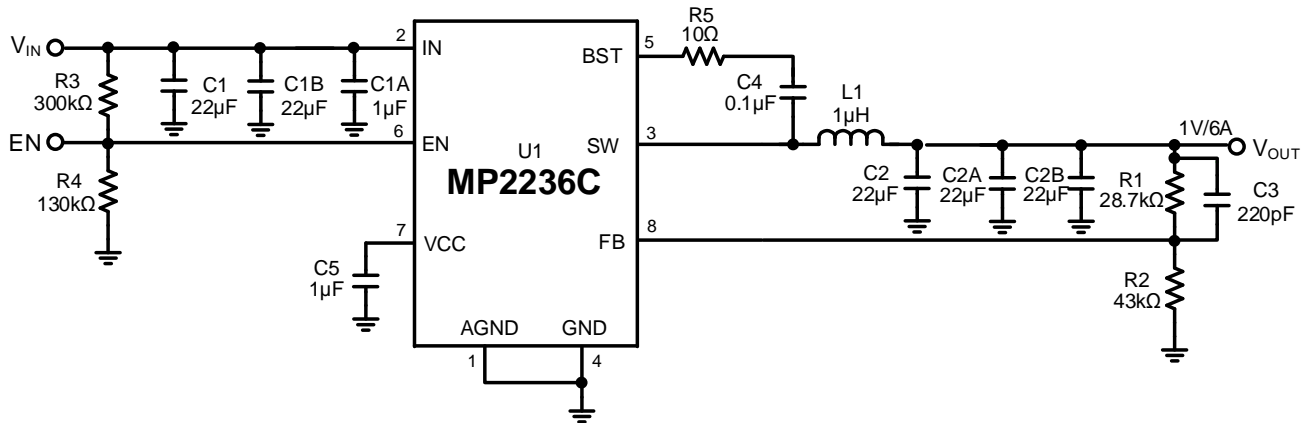 VIN
R3
300kΩ
C1
22µF
C1B
22µF
C1A
1µF
2
IN
EN
6
EN
R4
130kΩ
7
VCC
C5
1µF
U1
MP2236C
BST
5
R5
10Ω
C4
0.1µF
SW
3
L1
1µH
C2
22µF
C2A
22µF
C2B
22µF
1V/6A
VOUT
R1
28.7kΩ
C3
220pF
FB
8
R2
43kΩ
AGND
GND
1
4